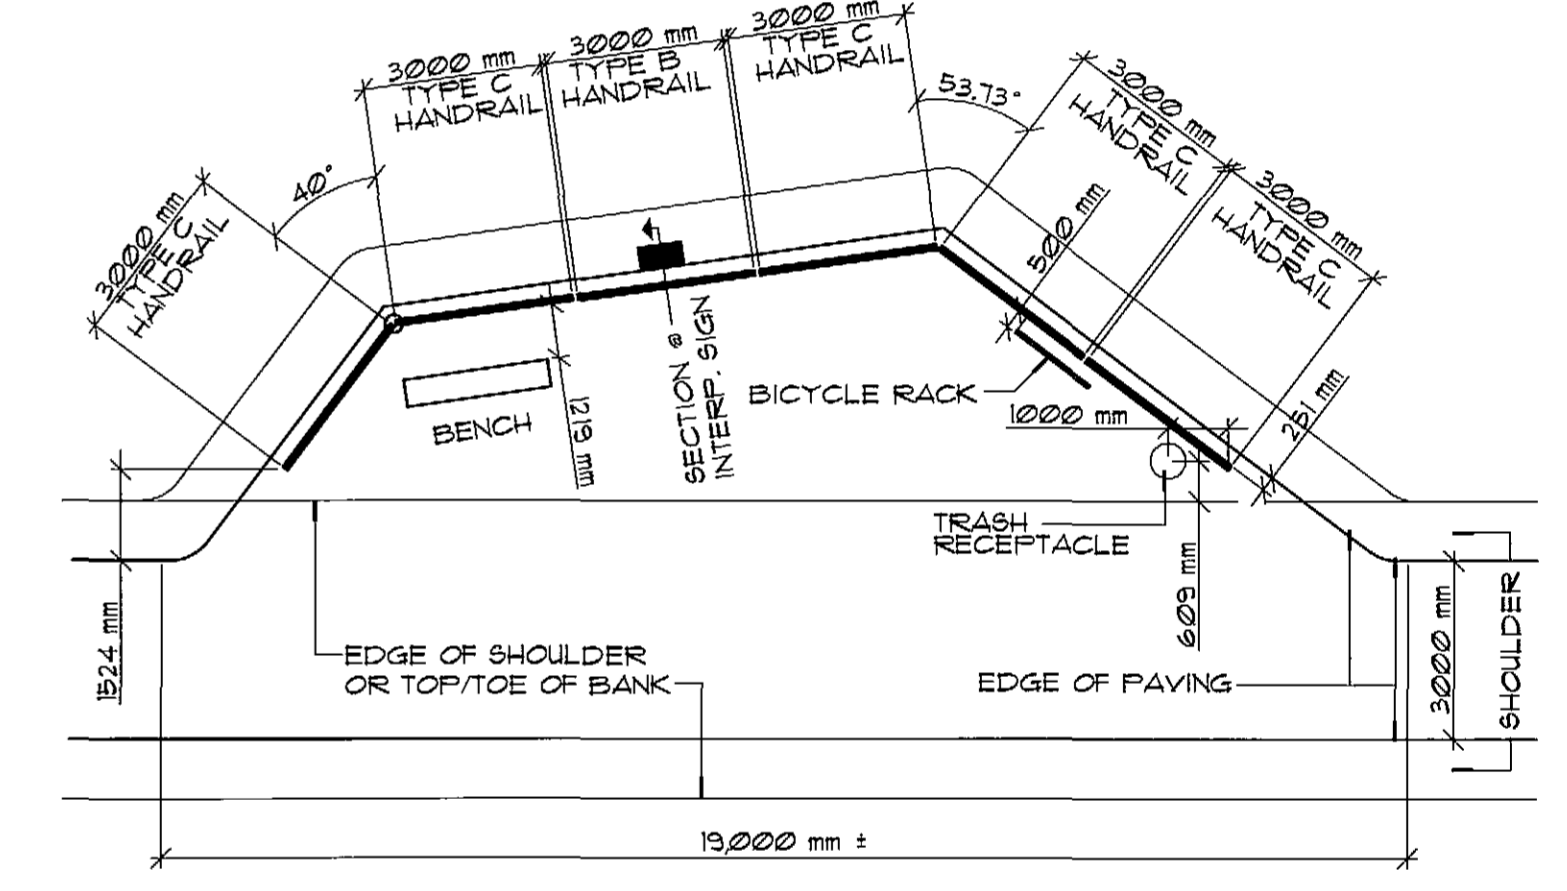 3000 mm
TYPE C
HANDRAIL
40°
3000 mm
TYPE C
HANDRAIL
3000 mm
TYPE B
HANDRAIL
3000 mm
TYPE C
HANDRAIL
53.73°
3000 mm
TYPE C
HANDRAIL
3000 mm
TYPE C
HANDRAIL
500 mm
251 mm
BENCH
1219 mm
SECTION @
INTERP. SIGN
BICYCLE RACK
1000 mm
TRASH
RECEPTACLE
609 mm
1524 mm
EDGE OF SHOULDER
OR TOP/TOE OF BANK
EDGE OF PAVING
3000 mm
SHOULDER
19,000 mm ±